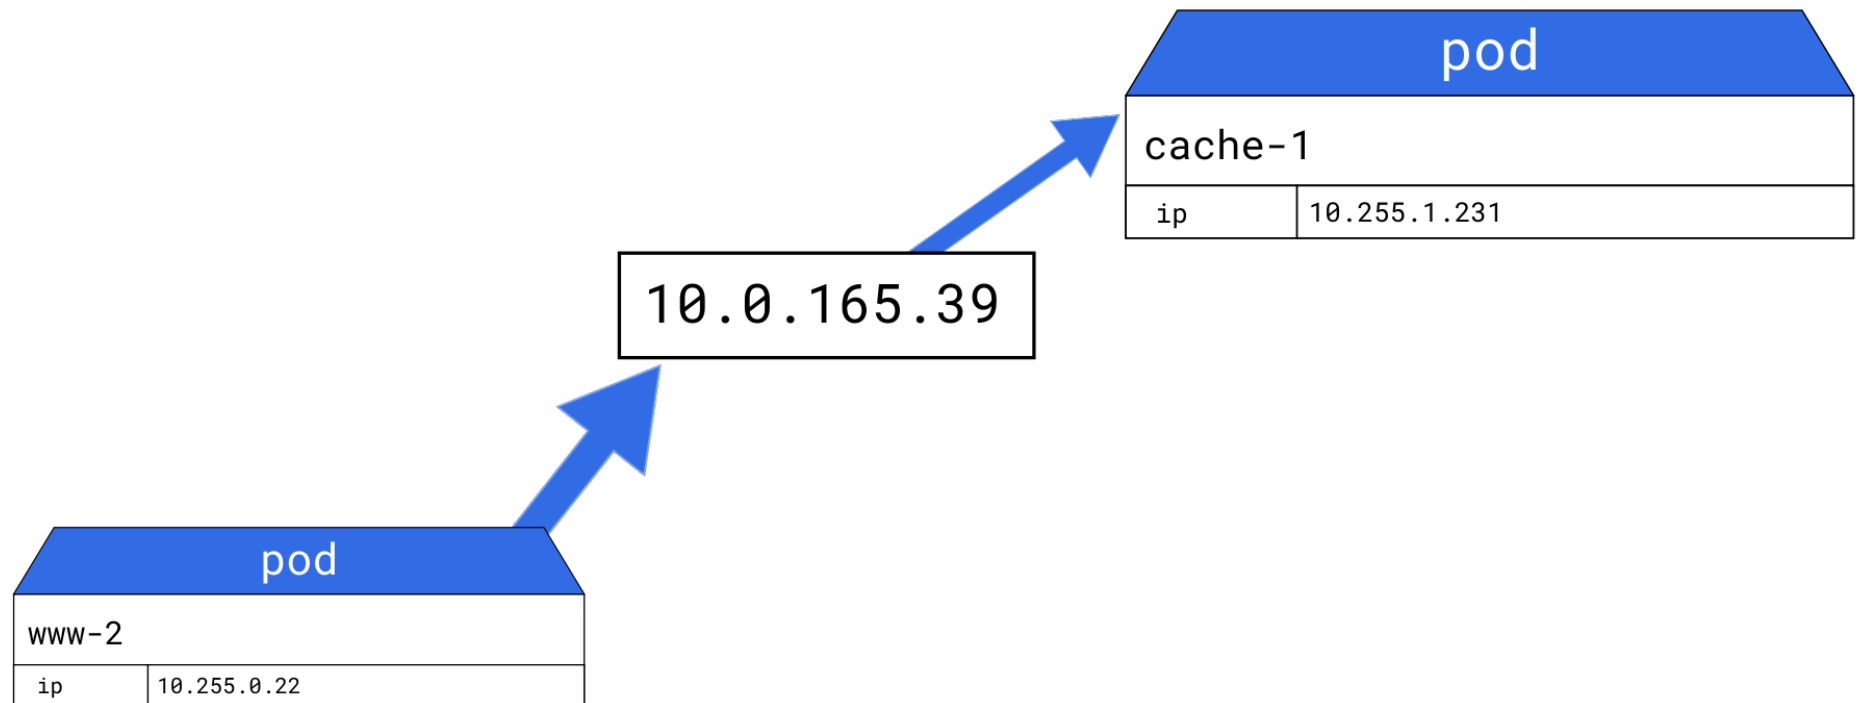 pod
cache-1
ip 10.255.1.231
10.0.165.39
pod
www-2
ip 10.255.0.22